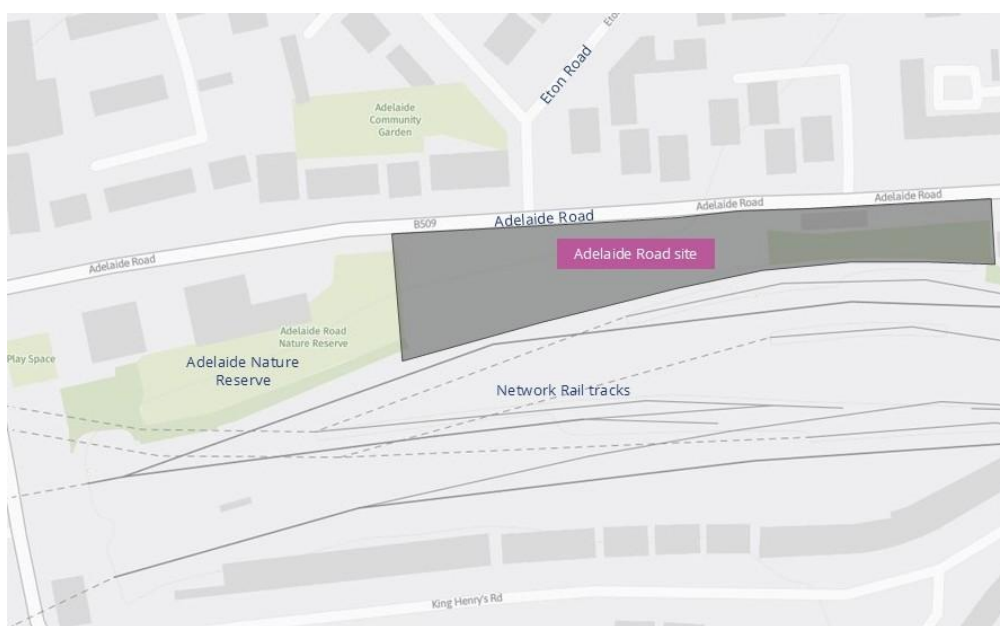 Eto
Eton Road
Adelaide
Community
Garden
Adelaide Road
Adelaide Road
Adelaide Road
B509
Adelaide Road site
Adelaide Road
Adelaide Road
Nature Reserve
Play Space
Adelaide Nature
Reserve
Network Rail tracks
King Henry's Rd